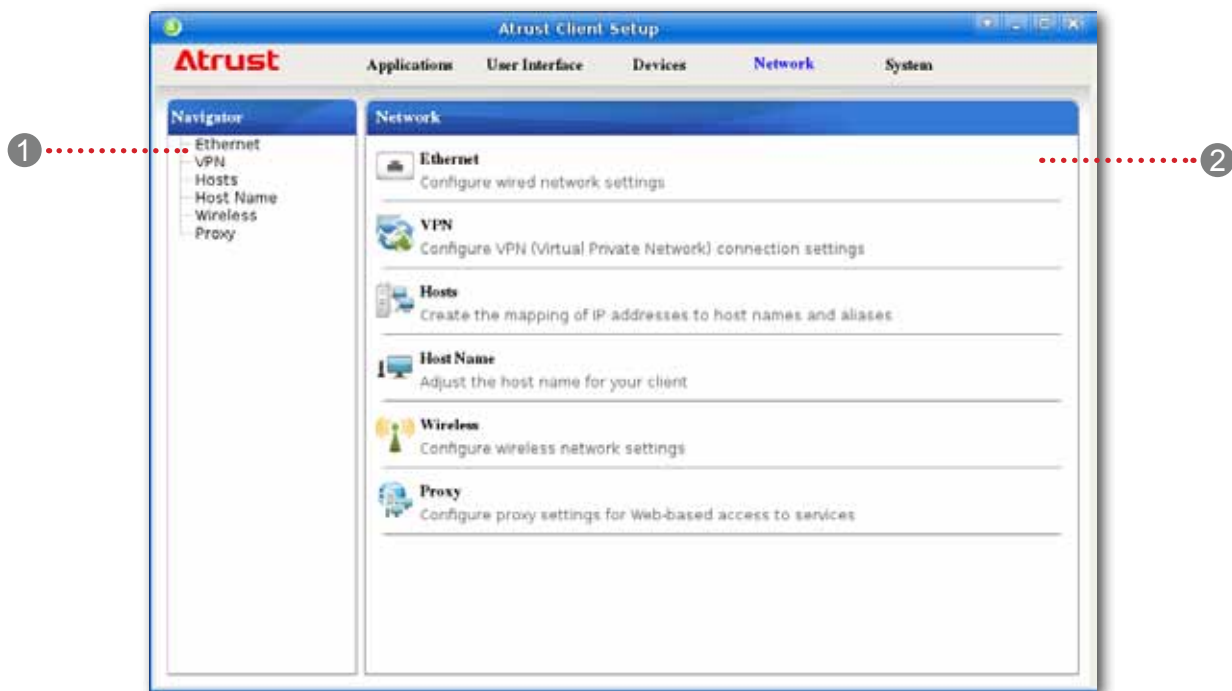 Atrust Client Setup
Atrust
Applications User Interface Devices Network System
Navigator
Ethernet
VPN
Hosts
Host Name
Wireless
Proxy
Network
Ethernet
Configure wired network settings
VPN
Configure VPN (Virtual Private Network) connection settings
Hosts
Create the mapping of IP addresses to host names and aliases
Host Name
Adjust the host name for your client
Wireless
Configure wireless network settings
Proxy
Configure proxy settings for Web-based access to services
1
2